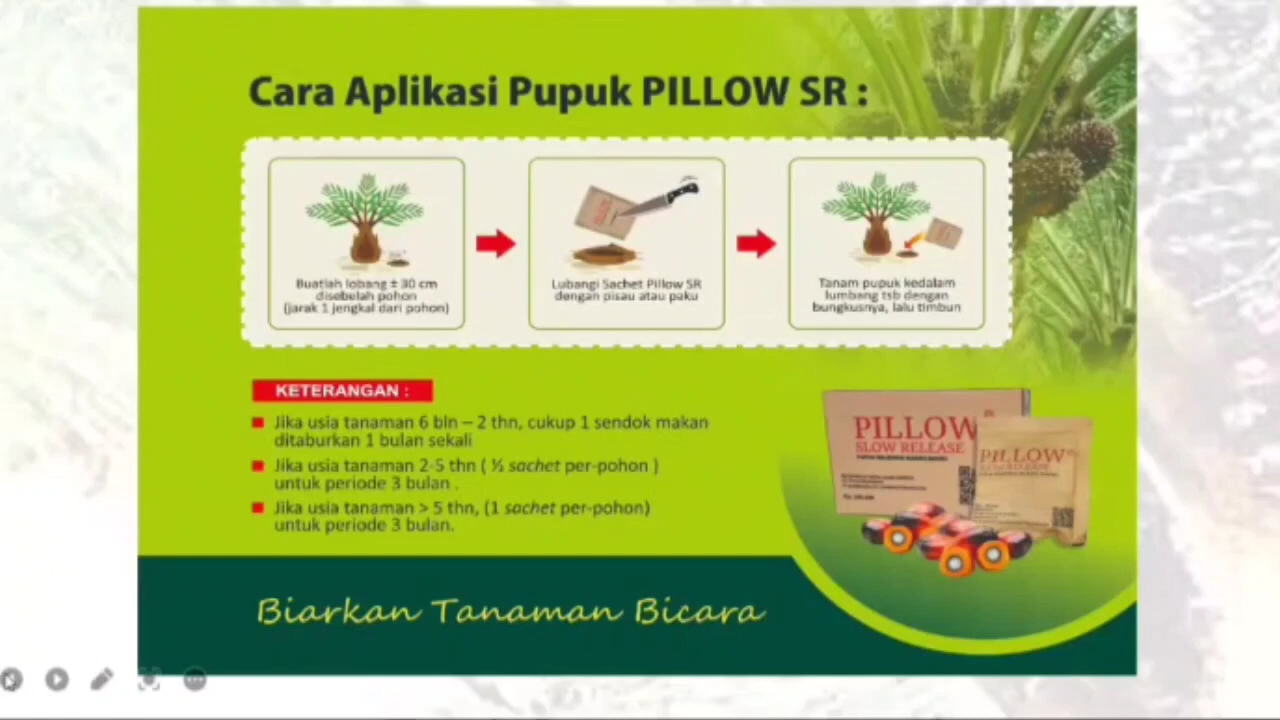 Cara Aplikasi Pupuk PILLOW SR :
Buatlah lobang ± 30 cm
disebelah pohon
(jarak 1 jengkal dari pohon)
Lubangi Sachet Pillow SR
dengan pisau atau paku
Tanam pupuk kedalam
lumbang tsb dengan
bungkusnya, lalu timbun
KETERANGAN :
Jika usia tanaman 6 bln – 2 thn, cukup 1 sendok makan
ditaburkan 1 bulan sekali
Jika usia tanaman 2-5 thn ( ½ sachet per-pohon )
untuk periode 3 bulan .
Jika usia tanaman > 5 thn, (1 sachet per-pohon)
untuk periode 3 bulan.
PILLOW®
SLOW RELEASE
PILLOW®
Biarkan Tanaman Bicara